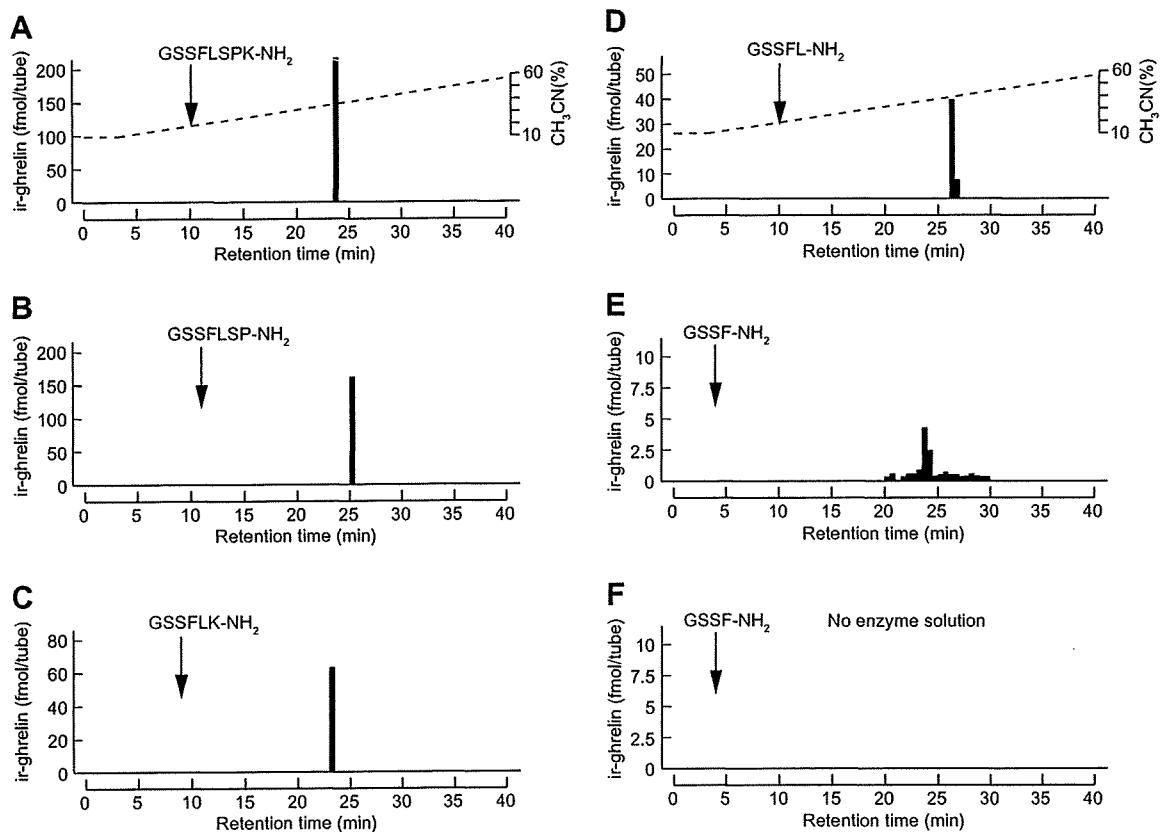 A
GSSFLSPK-NH2
ir-ghrelin (fmol/tube)
200
150
100
50
0
60
10
CH3CN(%)
0 5 10 15 20 25 30 35 40
Retention time (min)
B
GSSFLSP-NH2
ir-ghrelin (fmol/tube)
200
150
100
50
0
0 5 10 15 20 25 30 35 40
Retention time (min)
C
GSSFLK-NH2
ir-ghrelin (fmol/tube)
80
60
40
20
0
0 5 10 15 20 25 30 35 40
Retention time (min)
D
GSSFL-NH2
ir-ghrelin (fmol/tube)
50
40
30
20
10
0
60
10
CH3CN(%)
0 5 10 15 20 25 30 35 40
Retention time (min)
E
GSSF-NH2
ir-ghrelin (fmol/tube)
10
7.5
5
2.5
0
0 5 10 15 20 25 30 35 40
Retention time (min)
F
GSSF-NH2 No enzyme solution
ir-ghrelin (fmol/tube)
10
7.5
5
2.5
0
0 5 10 15 20 25 30 35 40
Retention time (min)